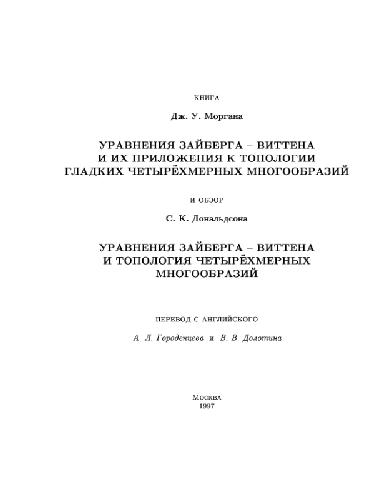 КНИГА
Дж. У. Моргана
УРАВНЕНИЯ ЗАЙБЕРГА – ВИТТЕНА
И ИХ ПРИЛОЖЕНИЯ К ТОПОЛОГИИ
ГЛАДКИХ ЧЕТЫРЁХМЕРНЫХ МНОГООБРАЗИЙ
И ОБЗОР
С. К. Дональдсона
УРАВНЕНИЯ ЗАЙБЕРГА – ВИТТЕНА
И ТОПОЛОГИЯ ЧЕТЫРЁХМЕРНЫХ
МНОГООБРАЗИЙ
ПЕРЕВОД С АНГЛИЙСКОГО
А. Л. Городенцева и В. В. Долотина
Москва
1997